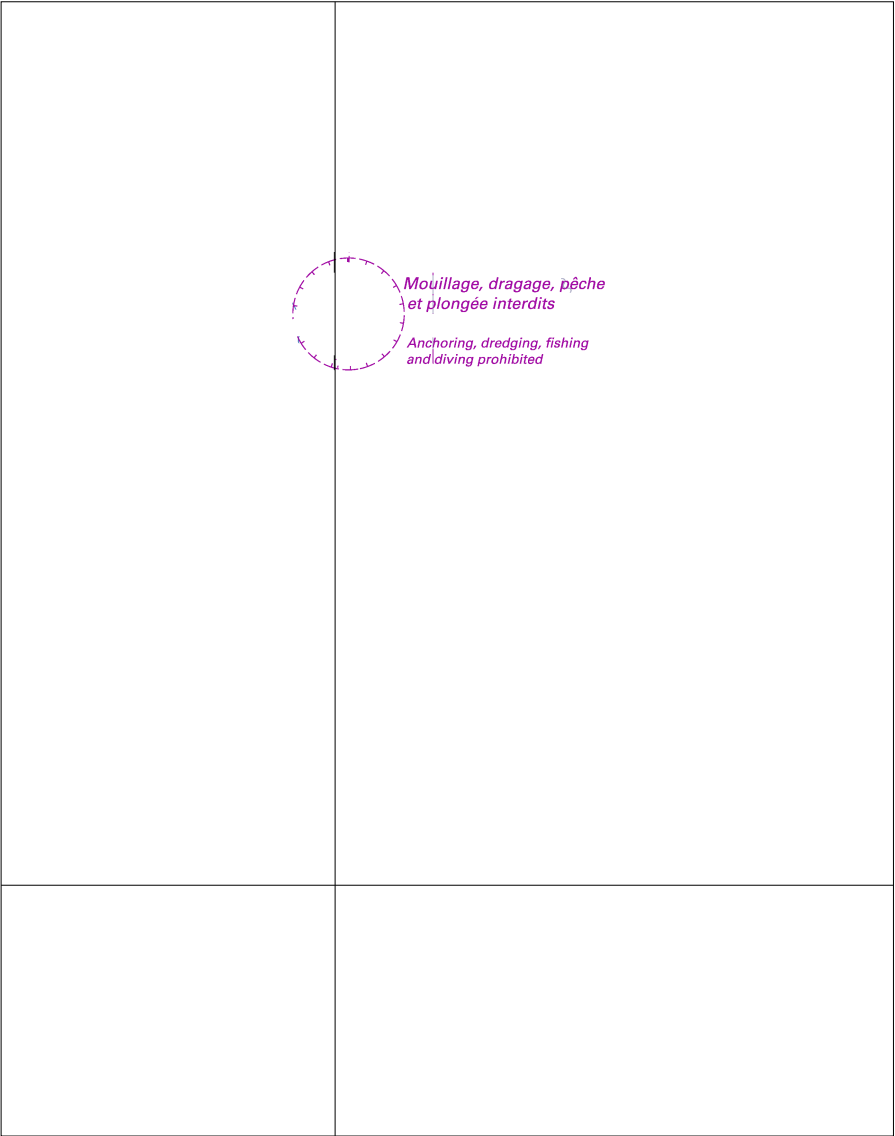 Mouillage, dragage, pêche
et plongée interdits
Anchoring, dredging, fishing
and diving prohibited